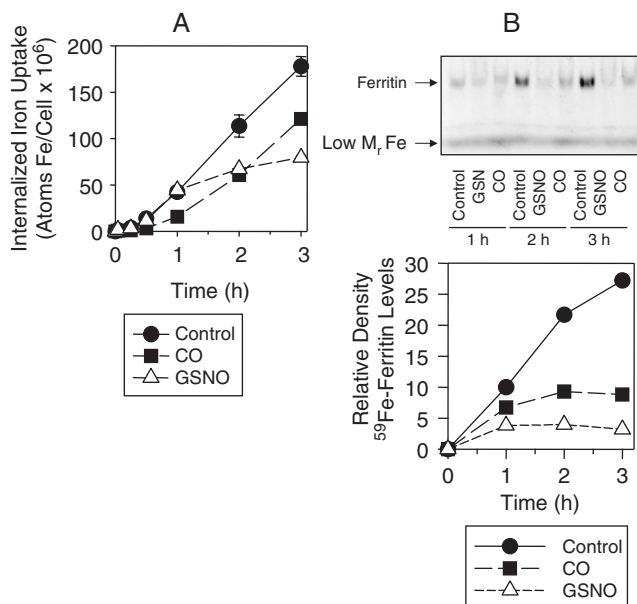 A
Internalized Iron Uptake
(Atoms Fe/Cell x 10⁶)
200
150
100
50
0
0 1 2 3
Time (h)
Control
CO
GSNO
B
Ferritin
Low Mr Fe
Control GSN CO Control GSNO CO Control GSNO CO
1 h 2 h 3 h
Relative Density
⁵⁹Fe-Ferritin Levels
30
25
20
15
10
5
0
0 1 2 3
Time (h)
Control
CO
GSNO